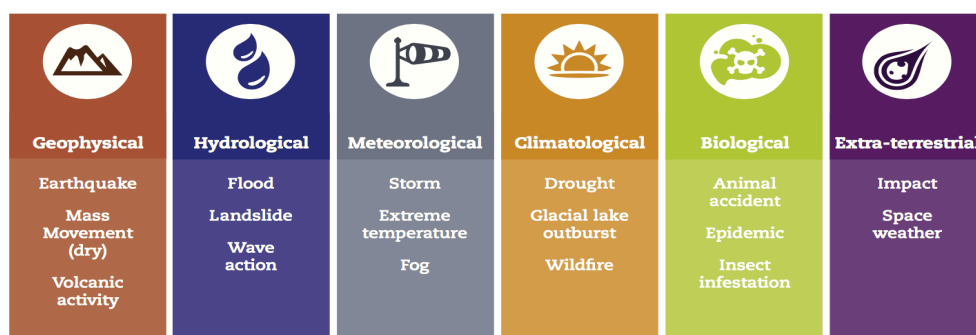 Geophysical
Earthquake
Mass
Movement
(dry)
Volcanic
activity
Hydrological
Flood
Landslide
Wave
action
Meteorological
Storm
Extreme
temperature
Fog
Climatological
Drought
Glacial lake
outburst
Wildfire
Biological
Animal
accident
Epidemic
Insect
infestation
Extra-terrestrial
Impact
Space
weather